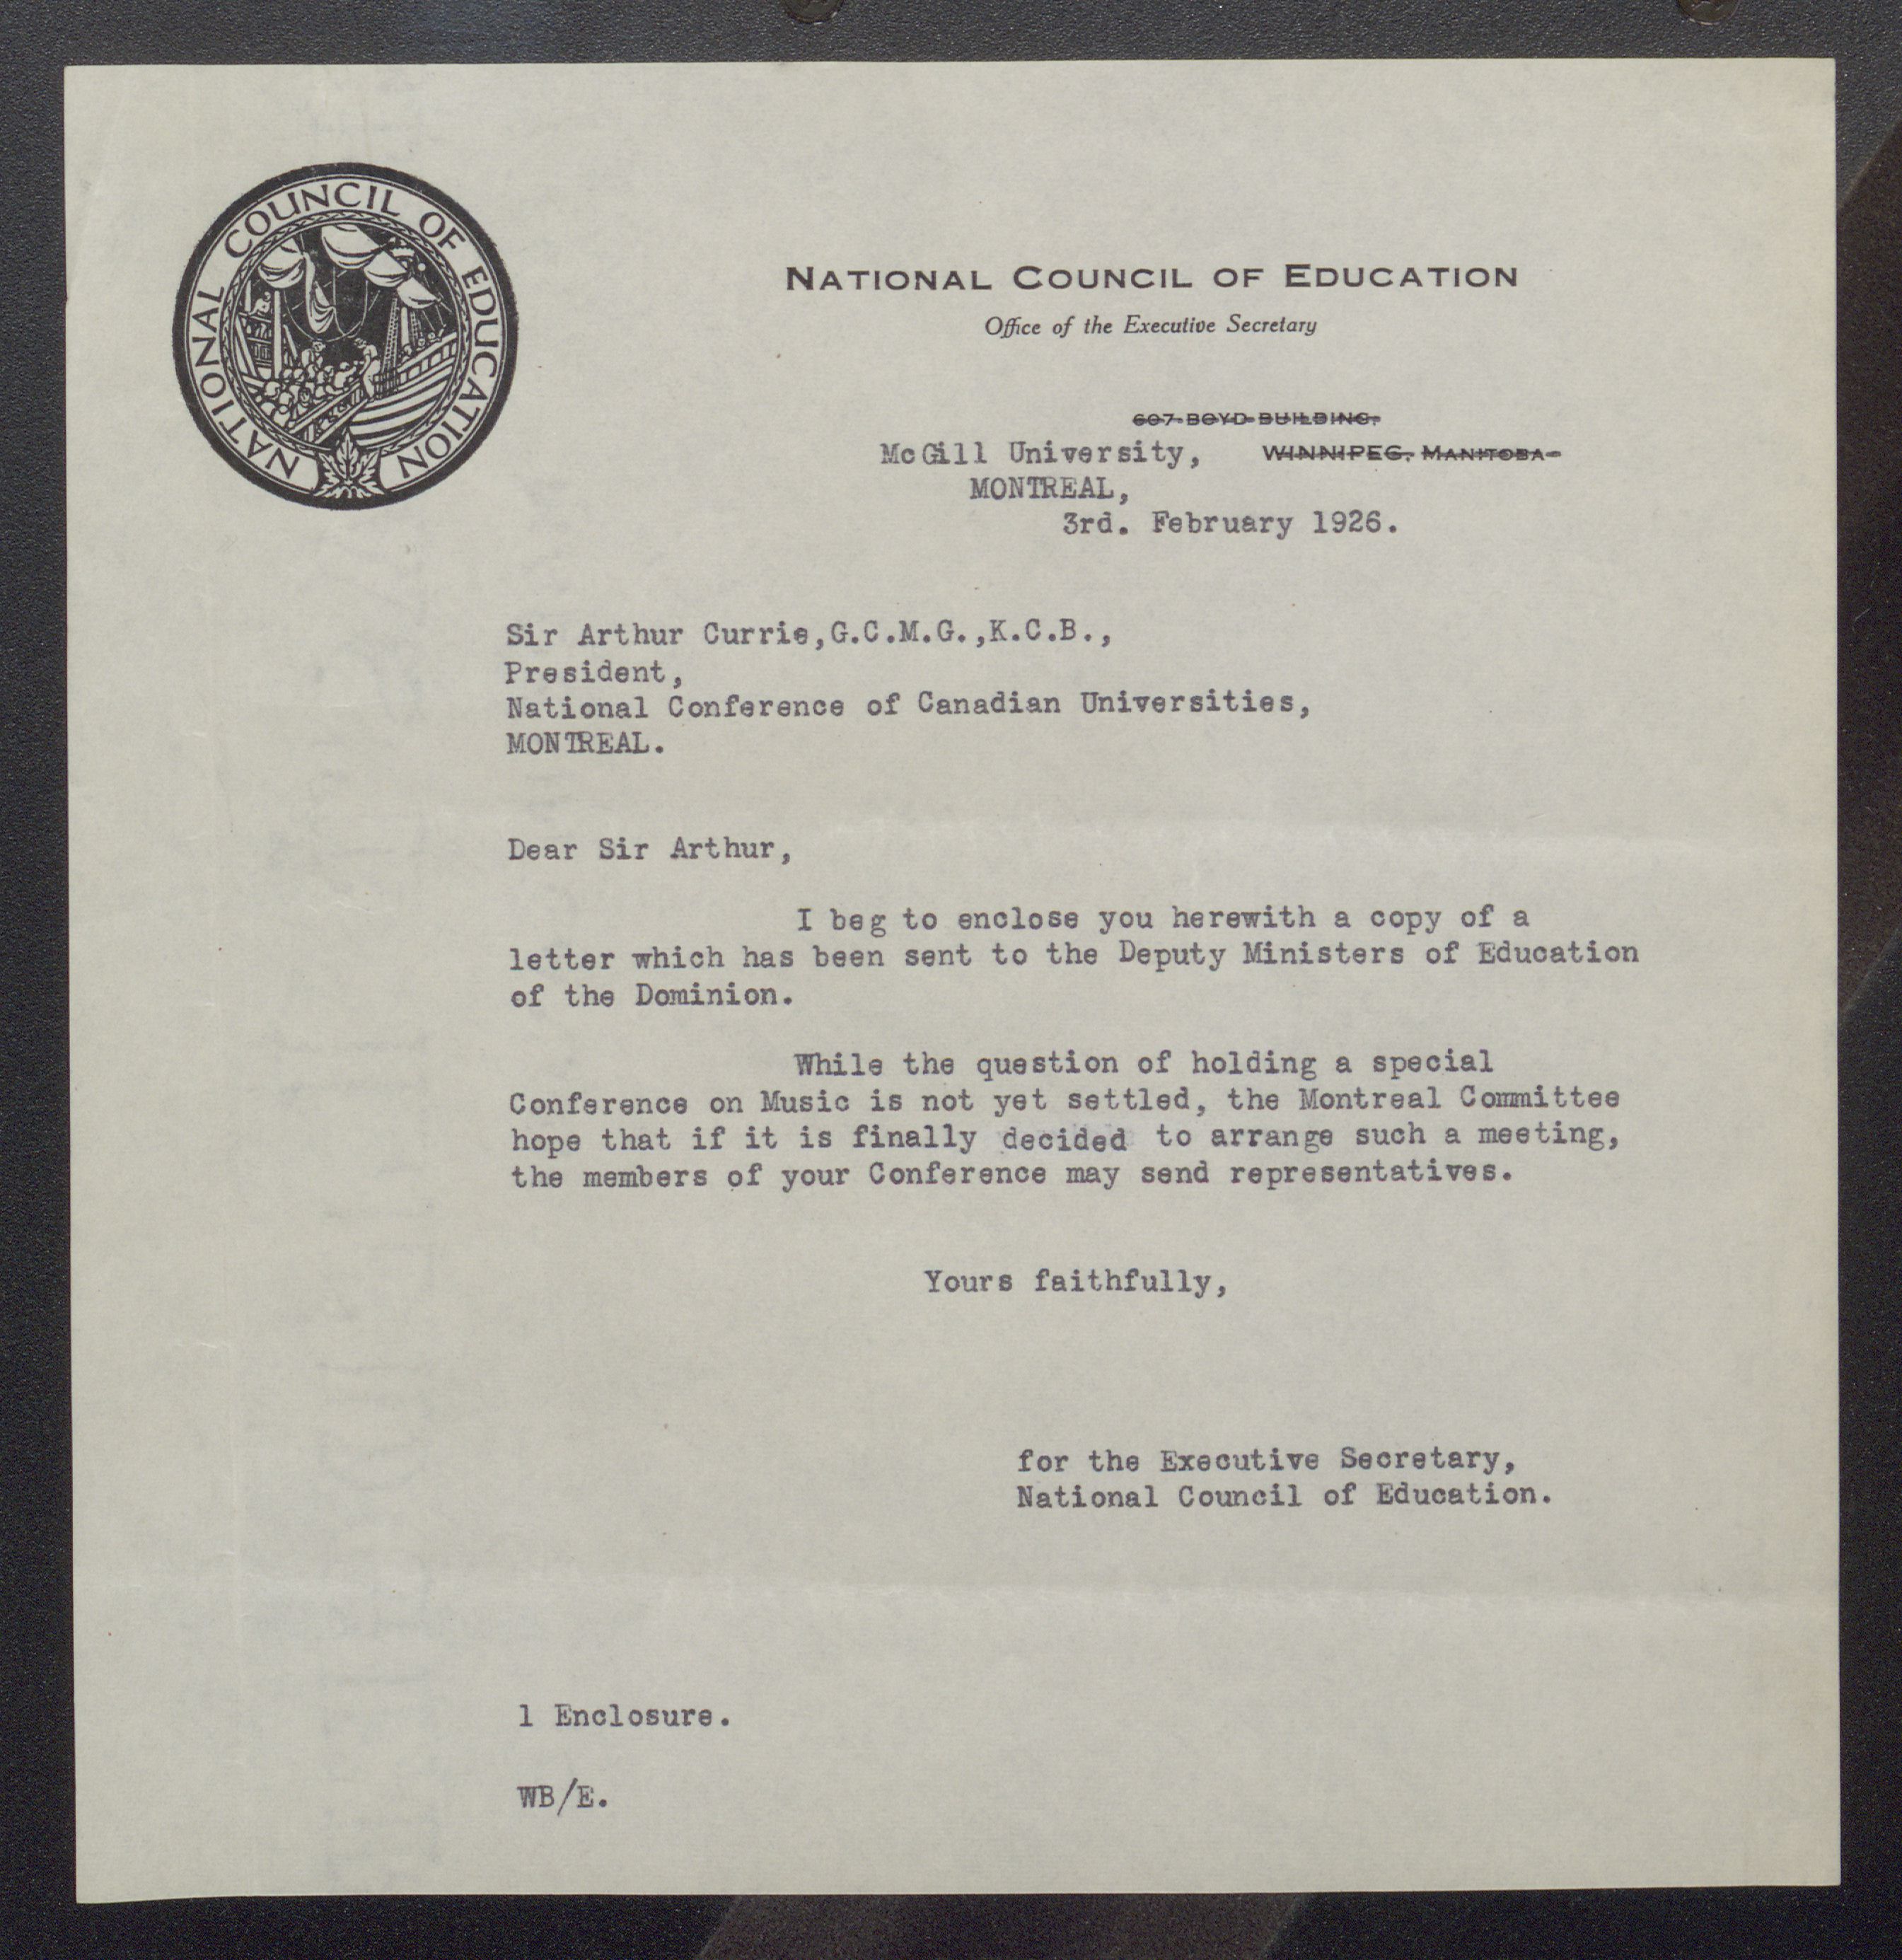 NATIONAL COUNCIL OF EDUCATION
NATIONAL COUNCIL OF EDUCATION
Office of the Executive Secretary
607 BOYD BUILDING,
McGill University, WINNIPEG, MANITOBA
MONTREAL,
3rd. February 1926.
Sir Arthur Currie,G.C.M.G.,K.C.B.,
President,
National Conference of Canadian Universities,
MONTREAL.
Dear Sir Arthur,
I beg to enclose you herewith a copy of a
letter which has been sent to the Deputy Ministers of Education
of the Dominion.
While the question of holding a special
Conference on Music is not yet settled, the Montreal Committee
hope that if it is finally decided to arrange such a meeting,
the members of your Conference may send representatives.
Yours faithfully,
for the Executive Secretary,
National Council of Education.
1 Enclosure.
WB/E.